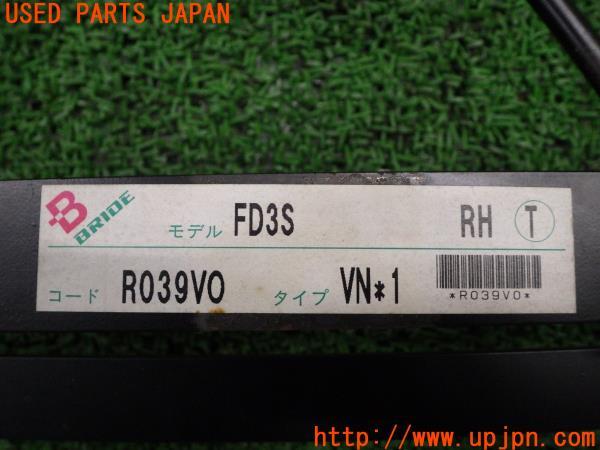 USED PARTS JAPAN
B
BRIDE
モデル FD3S RH T
コード R039VO タイプ VN*1
*R039VO*
UPJ
http://www.upjpn.com/